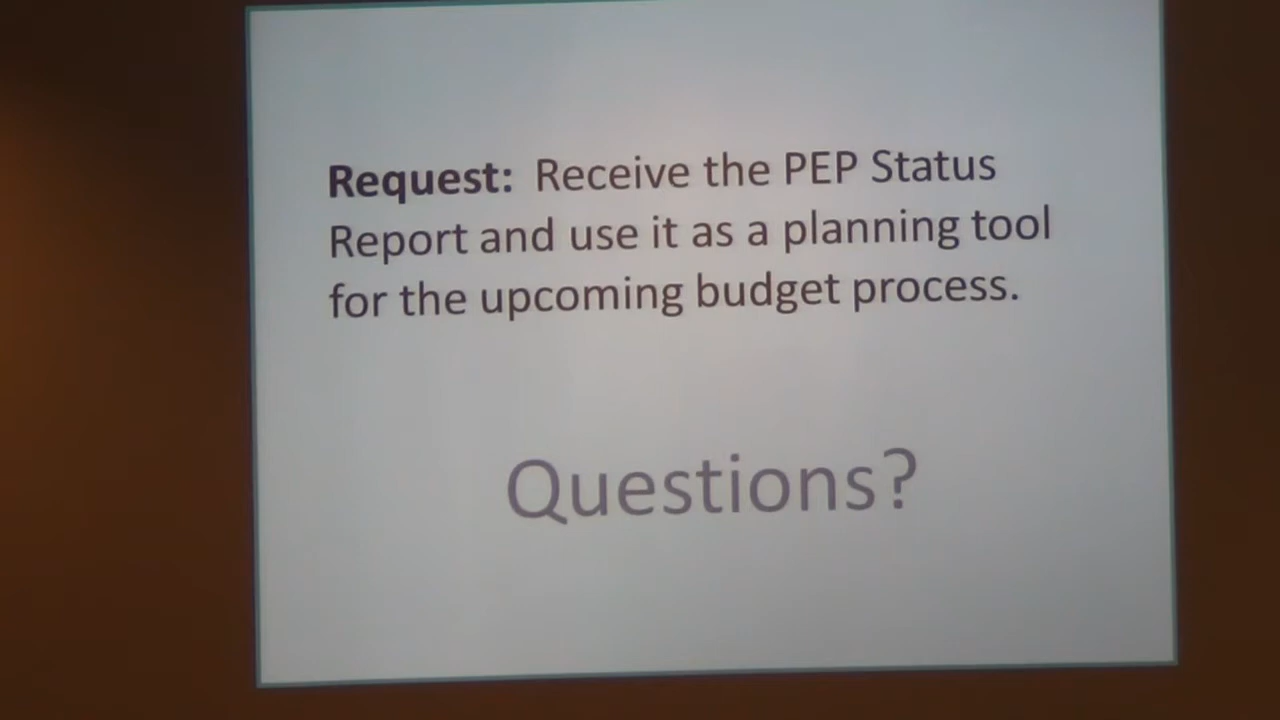 Request: Receive the PEP Status
Report and use it as a planning tool
for the upcoming budget process.
Questions?